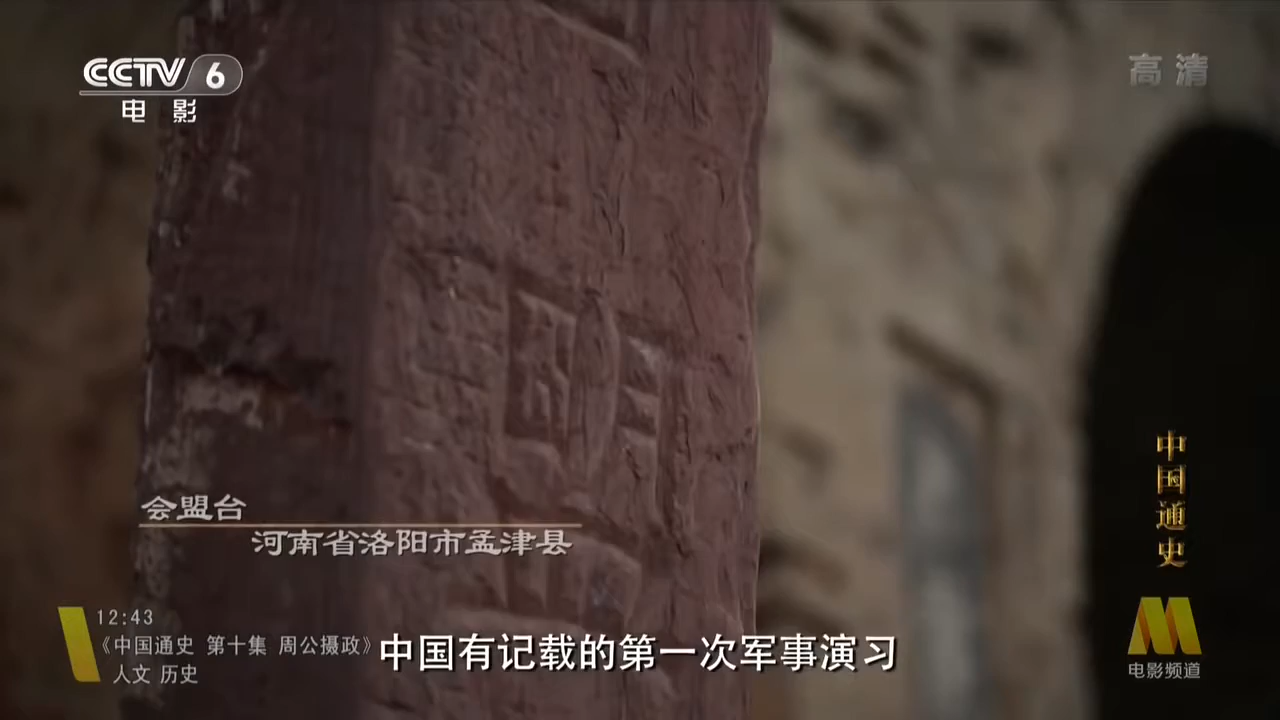 CCTV 6
电影
高清
会盟台
河南省洛阳市孟津县
中国通史
12:43
《中国通史 第十集 周公摄政》
人文 历史
中国有记载的第一次军事演习
电影频道